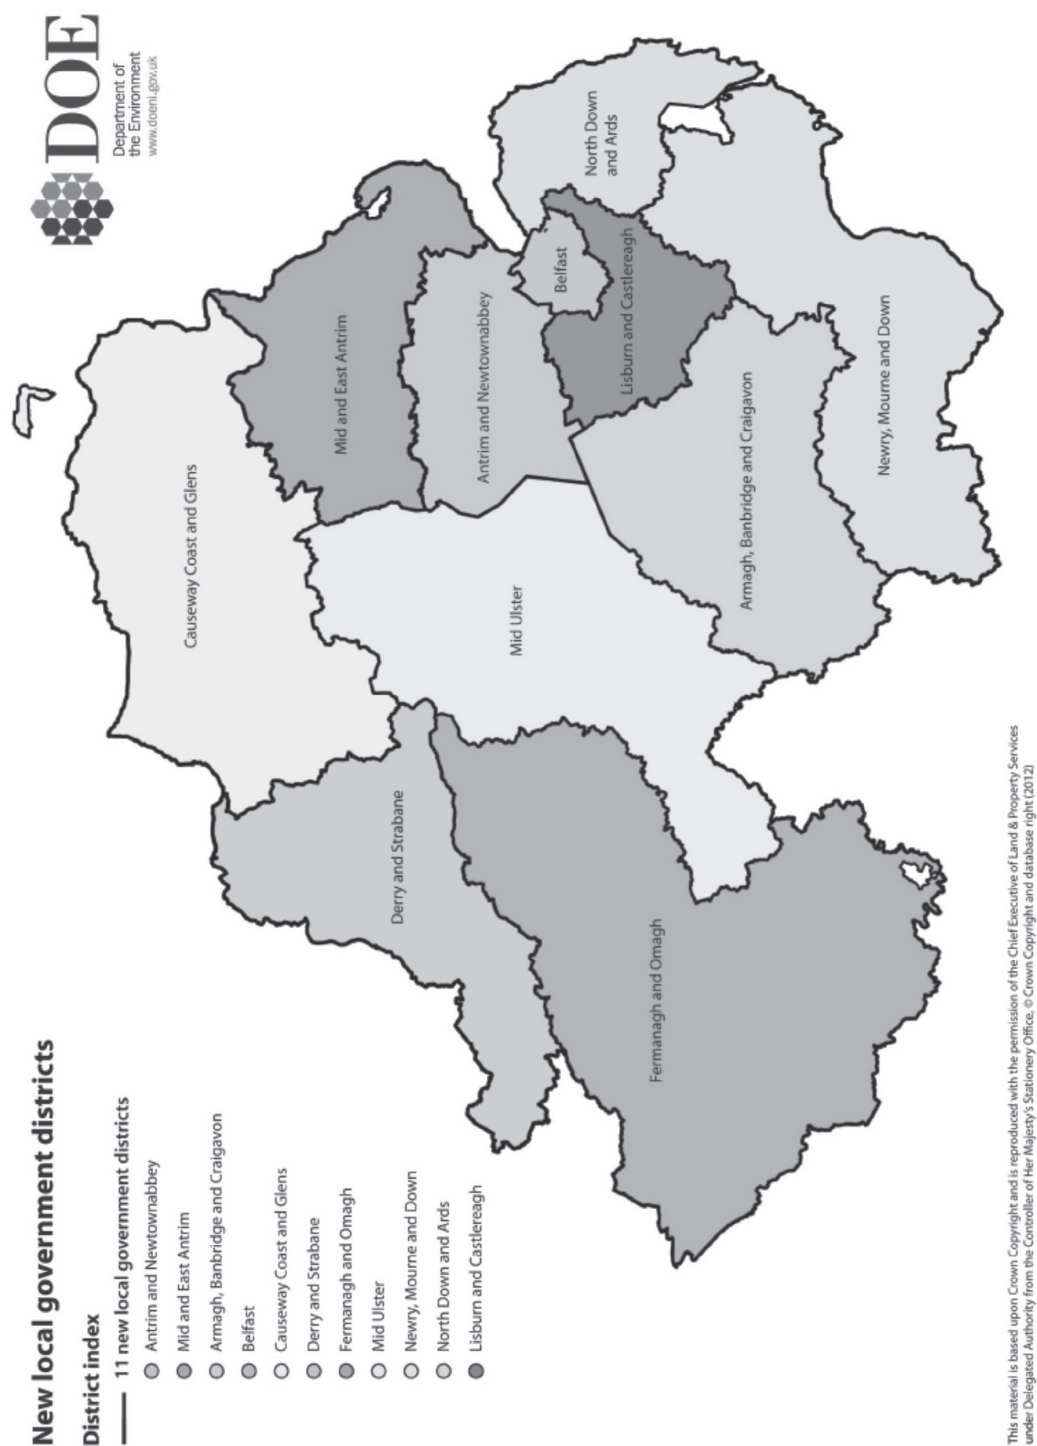 New local government districts
District index
11 new local government districts
Antrim and Newtownabbey
Mid and East Antrim
Armagh, Banbridge and Craigavon
Belfast
Causeway Coast and Glens
Derry and Strabane
Fermanagh and Omagh
Mid Ulster
Newry, Mourne and Down
North Down and Ards
Lisburn and Castlereagh
DOE
Department of
the Environment
www.doeni.gov.uk
Causeway Coast and Glens
Mid and East Antrim
Derry and Strabane
Antrim and Newtownabbey
Mid Ulster
Belfast
North Down
and Ards
Lisburn and Castlereagh
Fermanagh and Omagh
Armagh, Banbridge and Craigavon
Newry, Mourne and Down
This material is based upon Crown Copyright and is reproduced with the permission of the Chief Executive of Land & Property Services
under Delegated Authority from the Controller of Her Majesty's Stationery Office, © Crown Copyright and database right (2012)